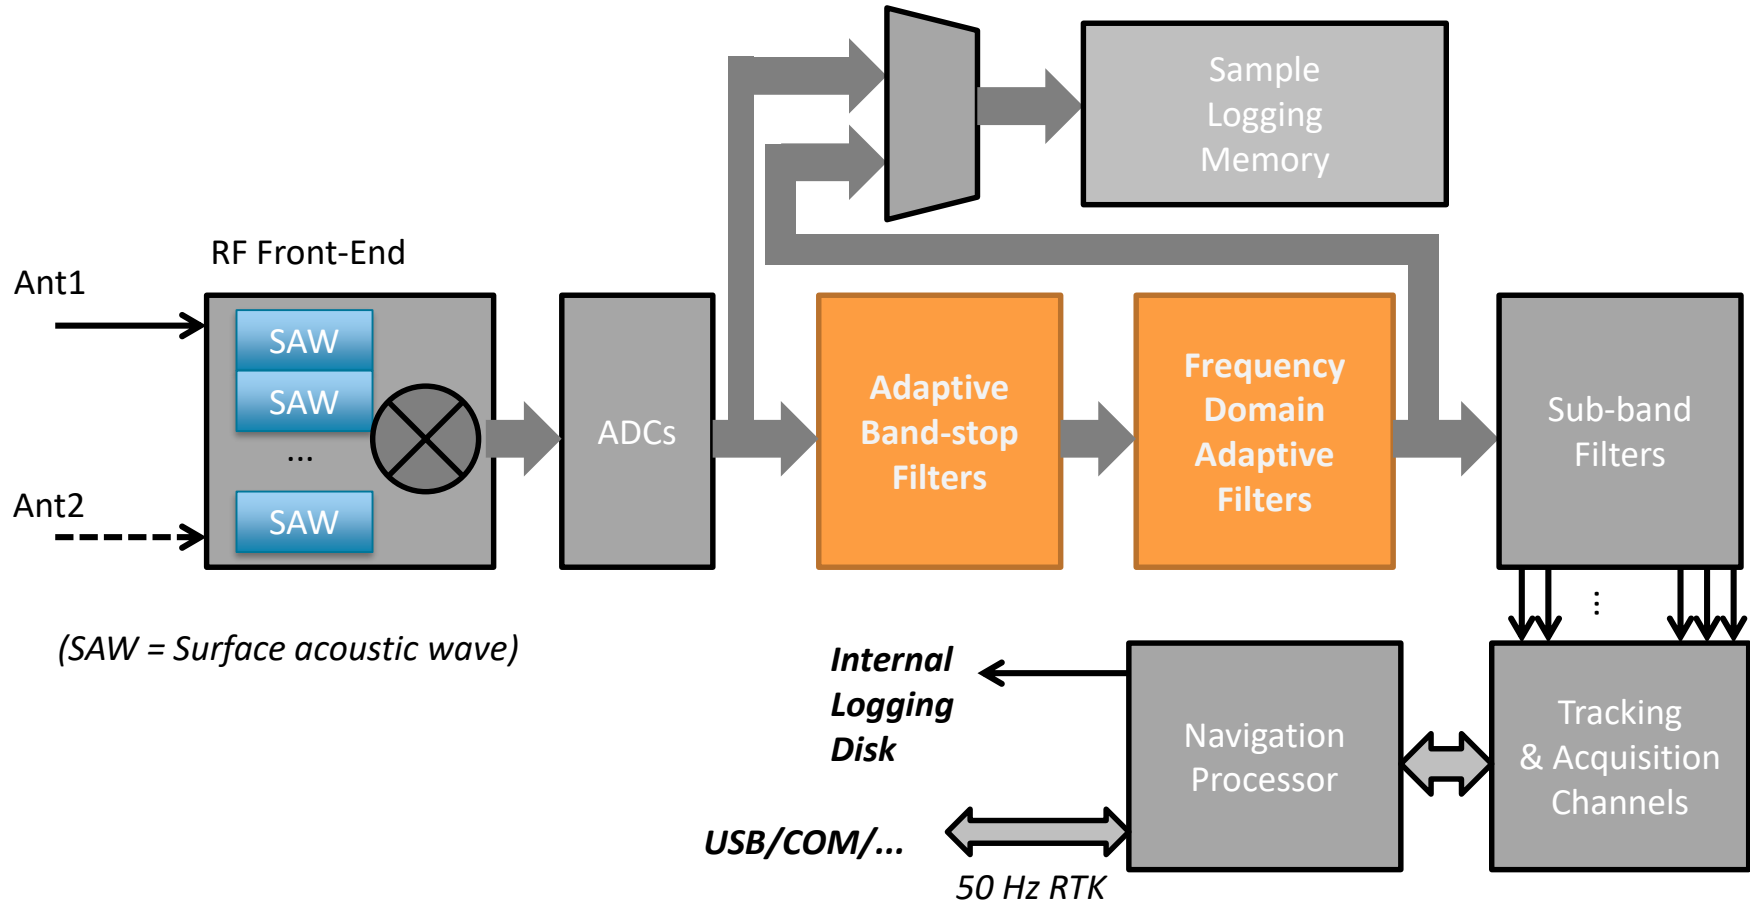 Sample
Logging
Memory
RF Front-End
Ant1
SAW
SAW
...
SAW
Ant2
ADCs
Adaptive
Band-stop
Filters
Frequency
Domain
Adaptive
Filters
Sub-band
Filters
...
(SAW = Surface acoustic wave)
Internal
Logging
Disk
Navigation
Processor
Tracking
& Acquisition
Channels
USB/COM/...
50 Hz RTK